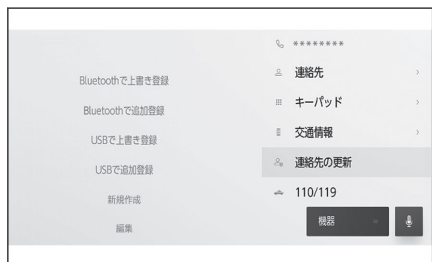 Bluetoothで上書き登録
Bluetoothで追加登録
USBで上書き登録
USBで追加登録
新規作成
編集
********
連絡先
キーパッド
交通情報
連絡先の更新
110/119
機器